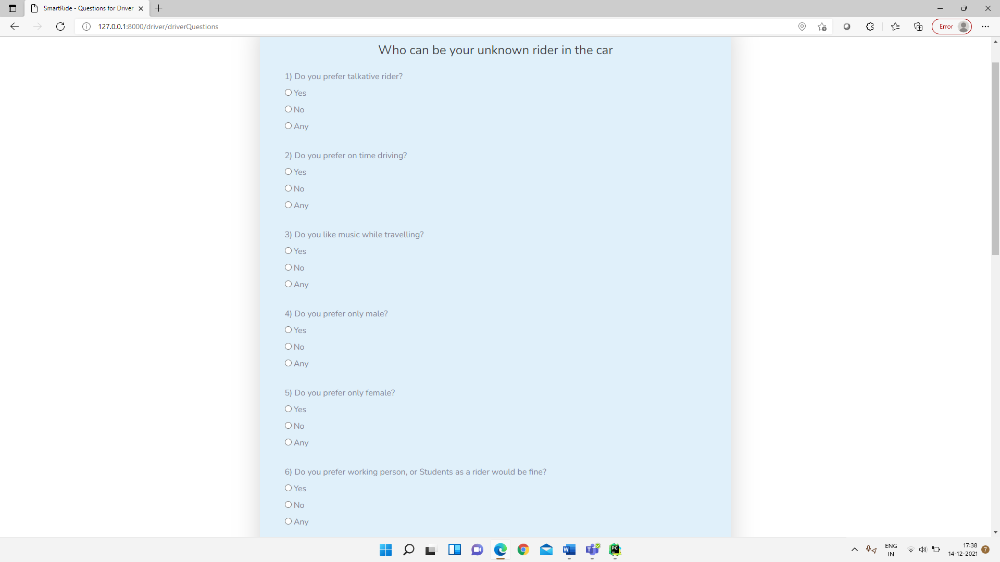 SmartRide - Questions for Driver
127.0.0.1:8000/driver/driverQuestions
Error
Who can be your unknown rider in the car
1) Do you prefer talkative rider?
Yes
No
Any
2) Do you prefer on time driving?
Yes
No
Any
3) Do you like music while travelling?
Yes
No
Any
4) Do you prefer only male?
Yes
No
Any
5) Do you prefer only female?
Yes
No
Any
6) Do you prefer working person, or Students as a rider would be fine?
Yes
No
Any
W
T
PC
ENG
IN
17:38
14-12-2021
7